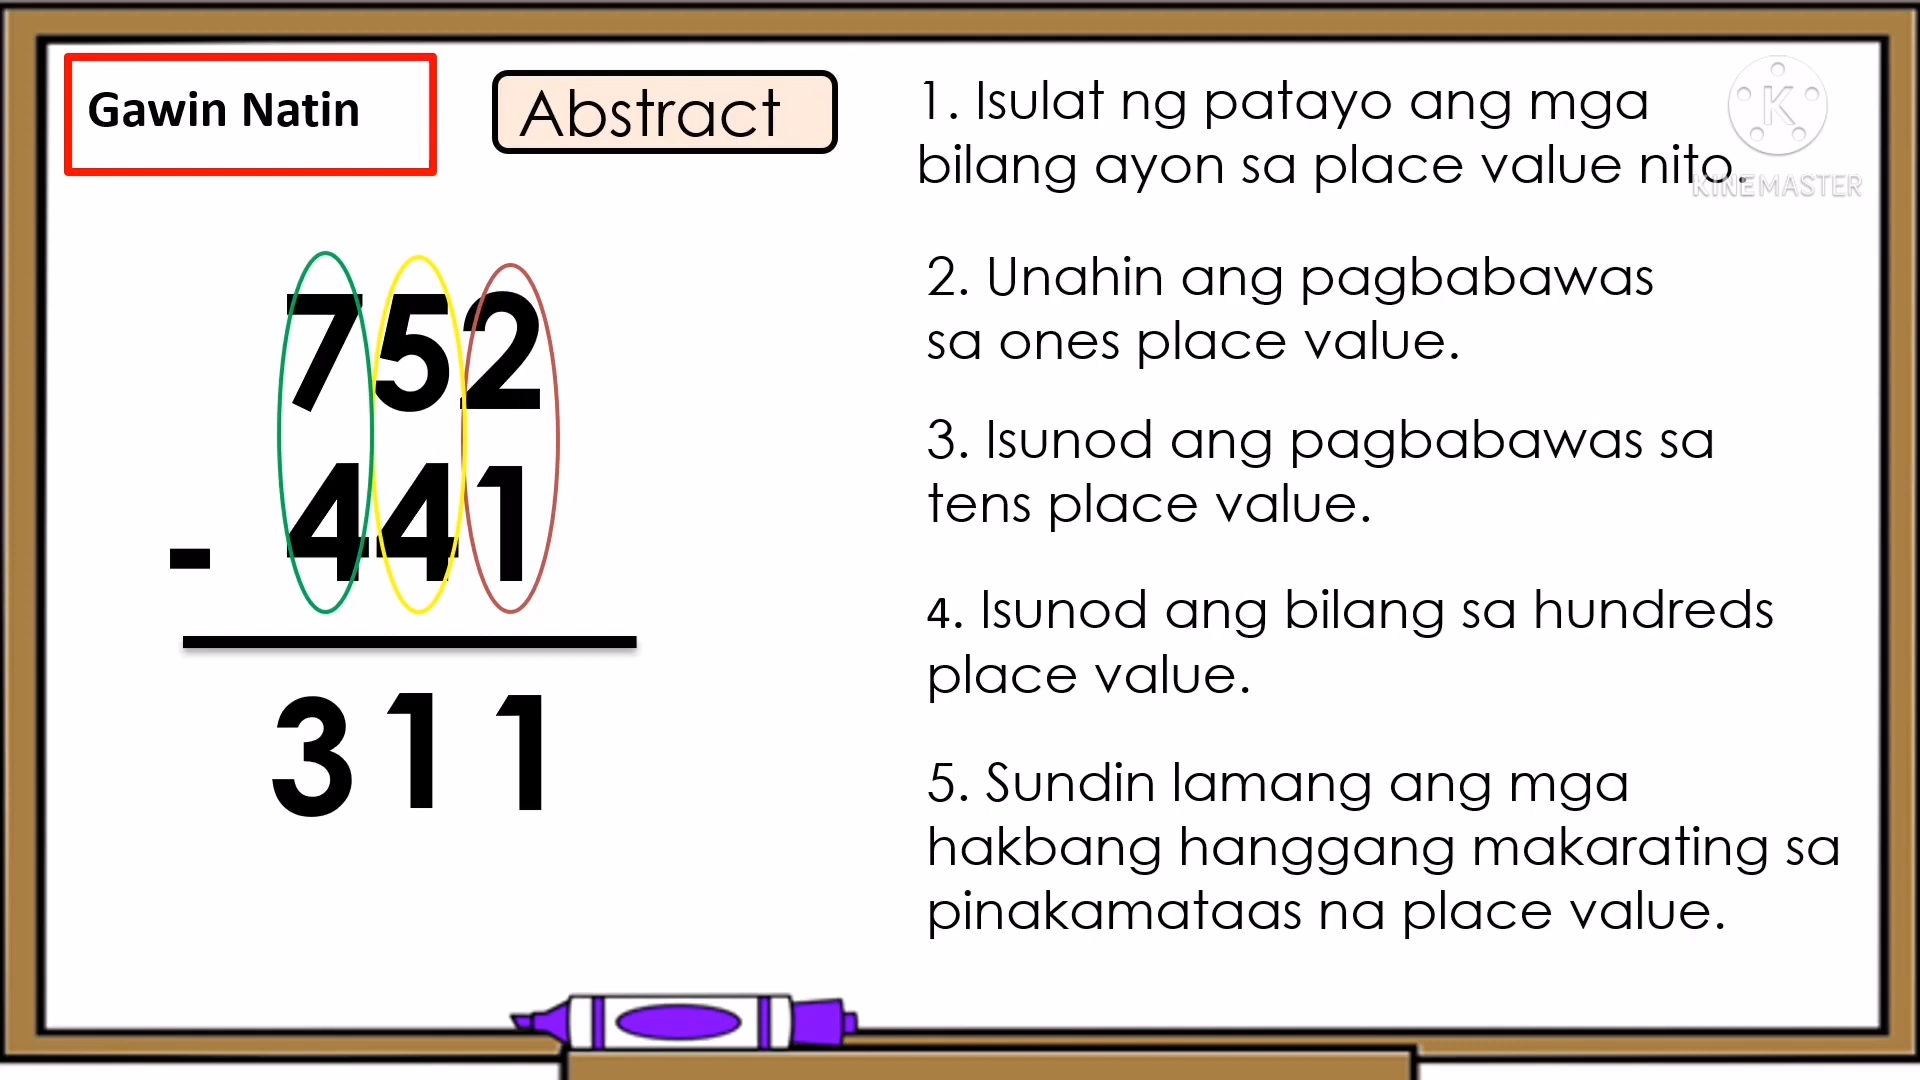 Gawin Natin
Abstract
752
- 441
311
1. Isulat ng patayo ang mga
bilang ayon sa place value nito.
2. Unahin ang pagbabawas
sa ones place value.
3. Isunod ang pagbabawas sa
tens place value.
4. Isunod ang bilang sa hundreds
place value.
5. Sundin lamang ang mga
hakbang hanggang makarating sa
pinakamataas na place value.
K
KINEMASTER